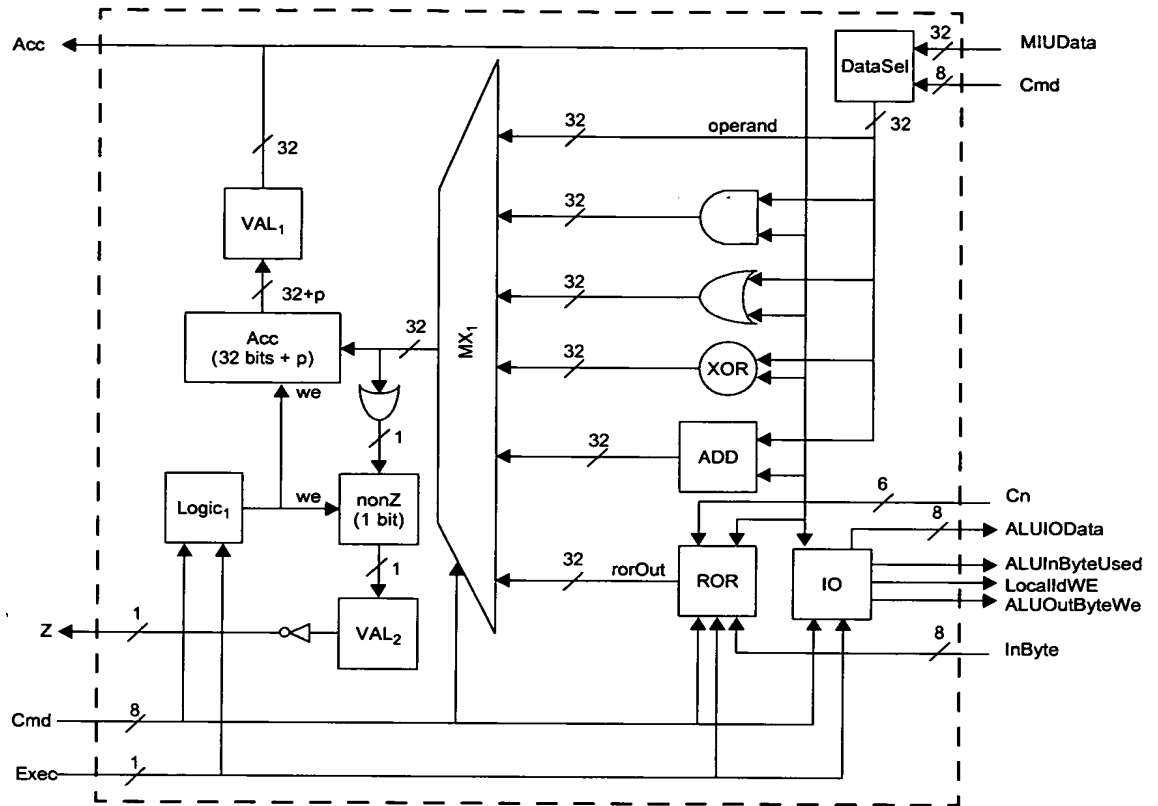 Acc
32
MIUData
DataSel
8
Cmd
32
32
operand
32
32
VAL1
32+p
32
Acc
(32 bits + p)
32
MX1
32
XOR
we
1
32
ADD
Logic1
we
nonZ
(1 bit)
6
Cn
8
ALUIOData
1
32
rorOut
ROR
IO
ALUInByteUsed
LocalIdWE
ALUOutByteWe
Z
1
VAL2
8
InByte
Cmd
8
Exec
1